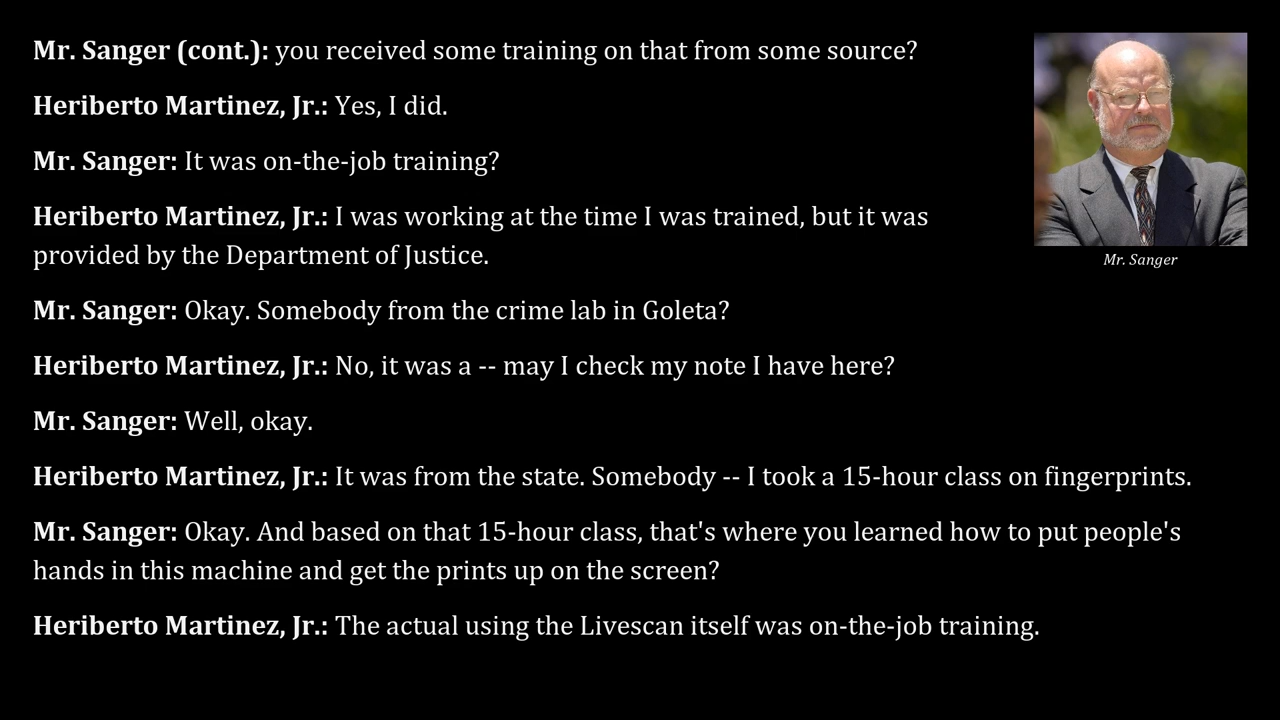 Mr. Sanger (cont.): you received some training on that from some source?
Heriberto Martinez, Jr.: Yes, I did.
Mr. Sanger: It was on-the-job training?
Heriberto Martinez, Jr.: I was working at the time I was trained, but it was
provided by the Department of Justice.
Mr. Sanger: Okay. Somebody from the crime lab in Goleta?
Heriberto Martinez, Jr.: No, it was a -- may I check my note I have here?
Mr. Sanger: Well, okay.
Heriberto Martinez, Jr.: It was from the state. Somebody -- I took a 15-hour class on fingerprints.
Mr. Sanger: Okay. And based on that 15-hour class, that's where you learned how to put people's
hands in this machine and get the prints up on the screen?
Heriberto Martinez, Jr.: The actual using the Livescan itself was on-the-job training.
Mr. Sanger